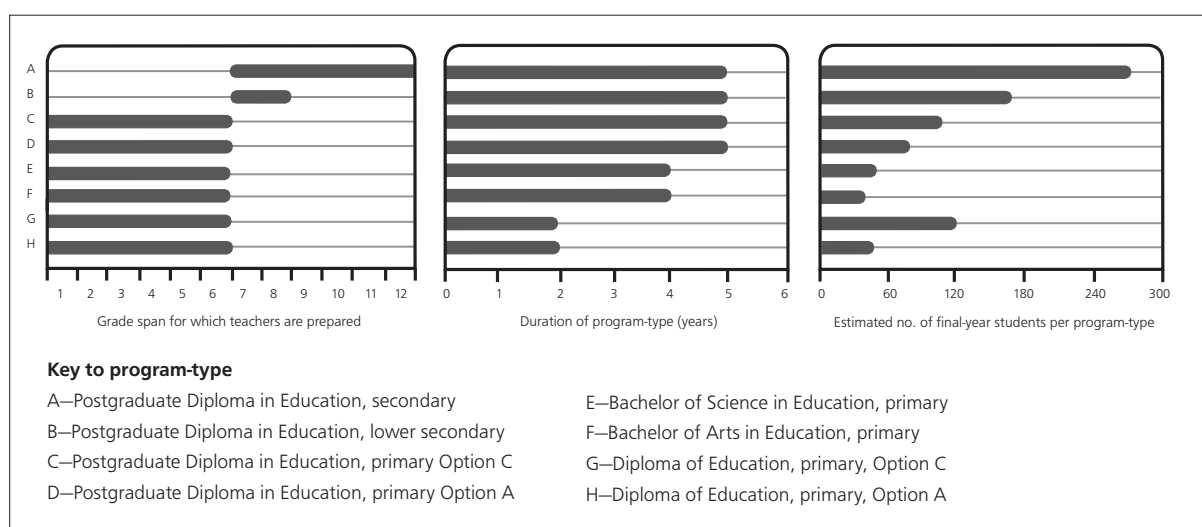 A
B
C
D
E
F
G
H
1 2 3 4 5 6 7 8 9 10 11 12
0 1 2 3 4 5 6
0 60 120 180 240 300
Grade span for which teachers are prepared
Duration of program-type (years)
Estimated no. of final-year students per program-type
Key to program-type
A—Postgraduate Diploma in Education, secondary
B—Postgraduate Diploma in Education, lower secondary
C—Postgraduate Diploma in Education, primary Option C
D—Postgraduate Diploma in Education, primary Option A
E—Bachelor of Science in Education, primary
F—Bachelor of Arts in Education, primary
G—Diploma of Education, primary, Option C
H—Diploma of Education, primary, Option A